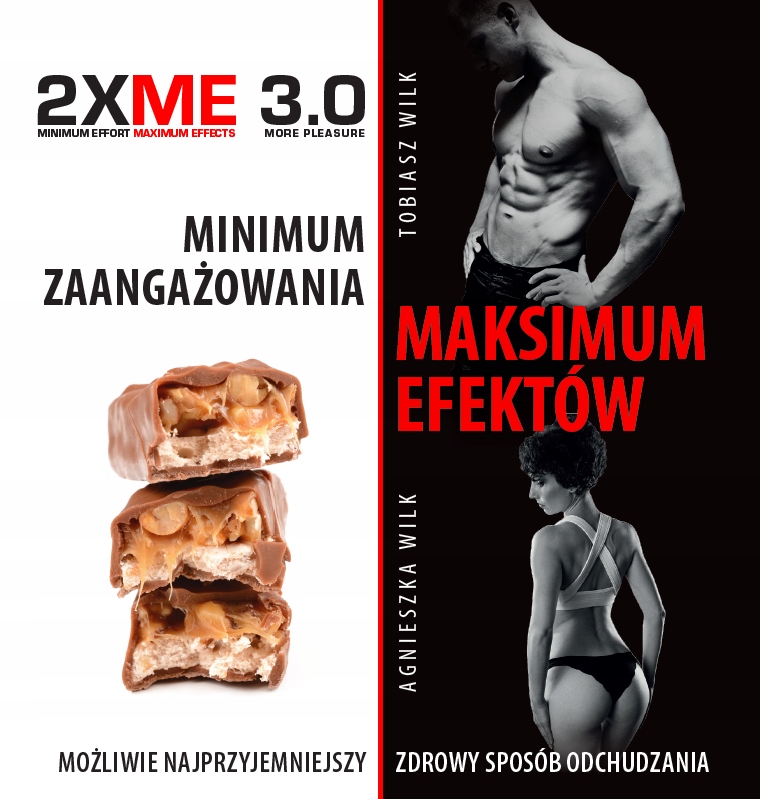 2XME 3.0
MINIMUM EFFORT MAXIMUM EFFECTS MORE PLEASURE
MINIMUM
ZAANGAŻOWANIA
MOŻLIWIE NAJPRZYJEMNIEJSZY
TOBIASZ WILK
MAKSIMUM
EFEKTÓW
AGNIESZKA WILK
ZDROWY SPOSÓB ODCHUDZANIA